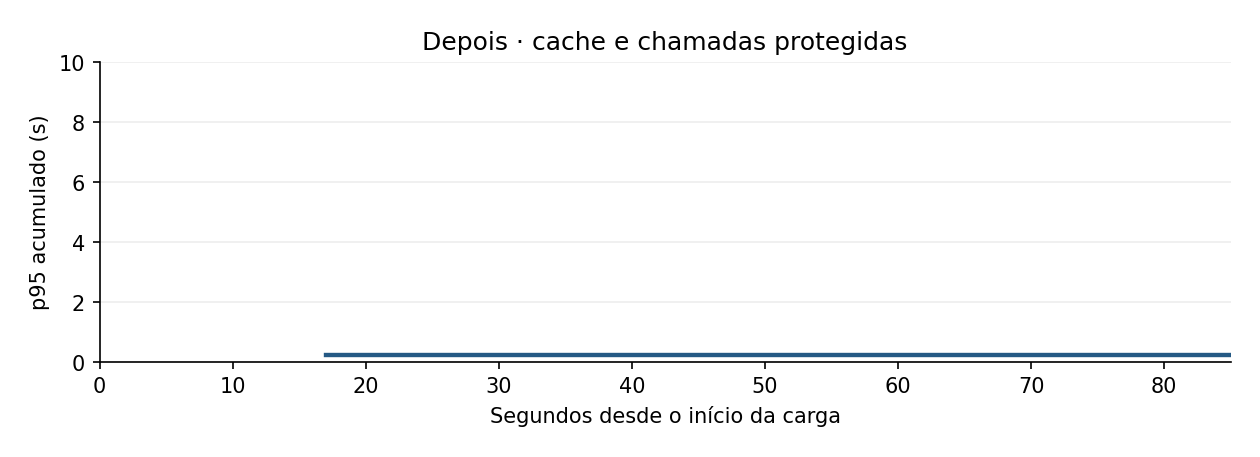 Depois · cache e chamadas protegidas
p95 acumulado (s)
10
8
6
4
2
0
0 10 20 30 40 50 60 70 80
Segundos desde o início da carga